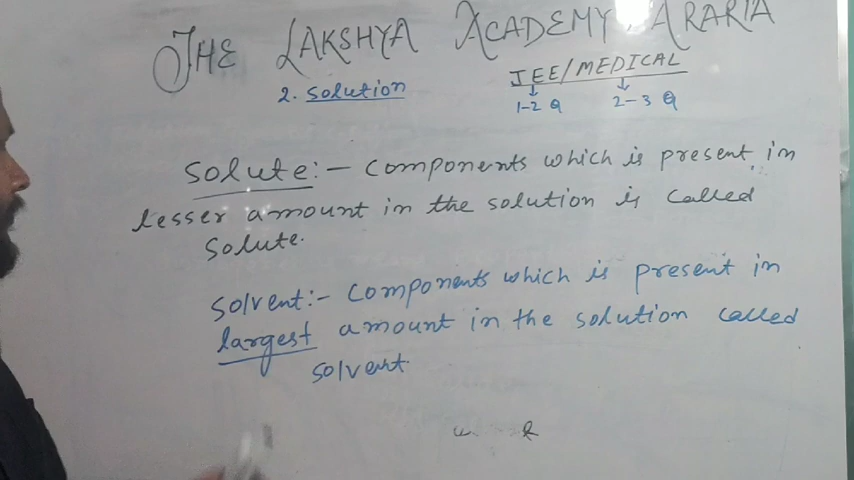 THE LAKSHYA ACADEMY, ARARIA
2. Solution
JEE/MEDICAL
1-2 Q 2-3 Q
Solute:- Components which is present in
lesser amount in the solution is called
Solute.
Solvent:- Components which is present in
largest amount in the solution called
solvent.